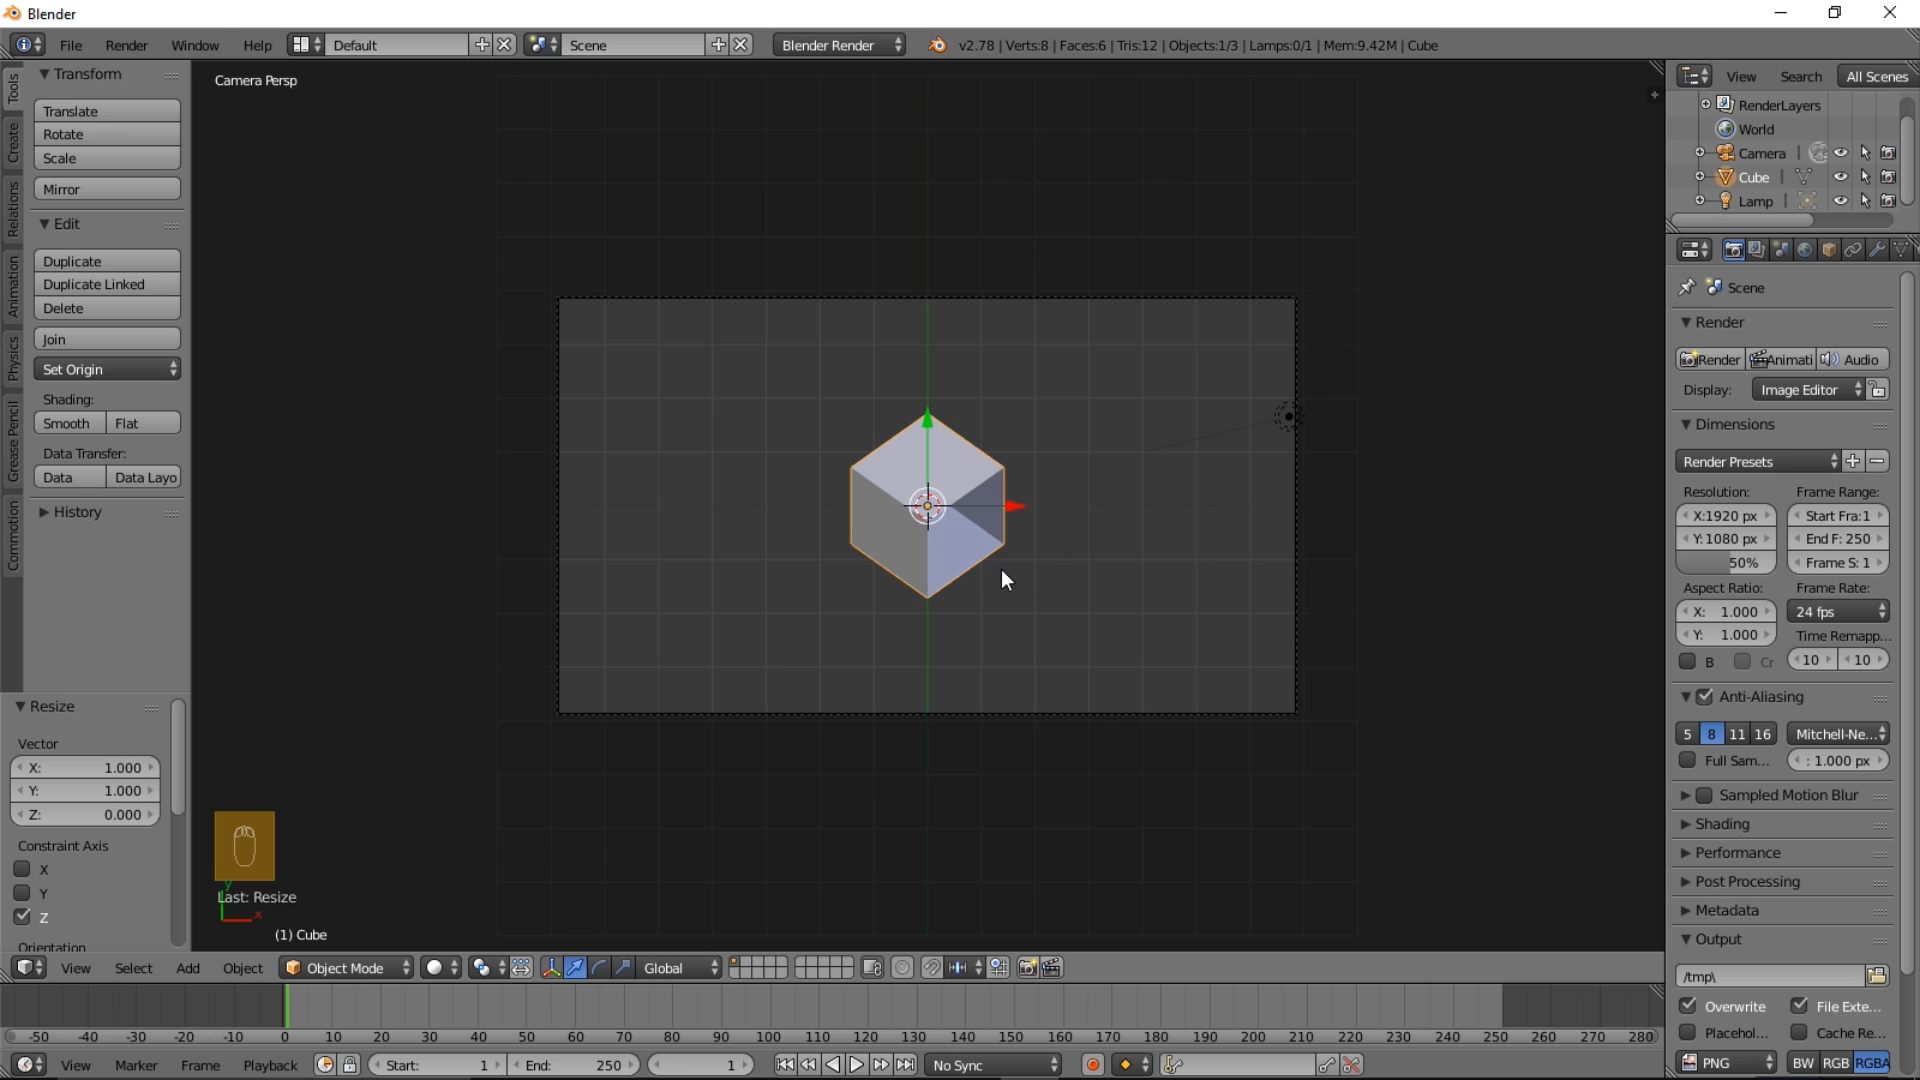 Blender
File Render Window Help Default Scene Blender Render v2.78 | Verts:8 | Faces:6 | Tris:12 | Objects:1/3 | Lamps:0/1 | Mem:9.42M | Cube
Tools
Create
Relations
Animation
Physics
Grease Pencil
Commotion
Transform
Translate
Rotate
Scale
Mirror
Edit
Duplicate
Duplicate Linked
Delete
Join
Set Origin
Shading:
Smooth Flat
Data Transfer:
Data Data Layo
History
Resize
Vector
X: 1.000
Y: 1.000
Z: 0.000
Constraint Axis
X
Y
Z
Orientation
Camera Persp
y
Last: Resize
x
(1) Cube
View Search All Scenes
RenderLayers
World
Camera
Cube
Lamp
Scene
Render
Render Animati Audio
Display: Image Editor
Dimensions
Render Presets
Resolution: Frame Range:
X:1920 px Start Fra:1
Y:1080 px End F: 250
50% Frame S: 1
Aspect Ratio: Frame Rate:
X: 1.000 24 fps
Y: 1.000 Time Remapp...
B Cr 10 10
Anti-Aliasing
5 8 11 16 Mitchell-Ne...
Full Sam... : 1.000 px
Sampled Motion Blur
Shading
Performance
Post Processing
Metadata
Output
/tmp\
Overwrite File Exte...
Placehol... Cache Re...
PNG BW RGB RGBA
View Select Add Object Object Mode Global
-50 -40 -30 -20 -10 0 10 20 30 40 50 60 70 80 90 100 110 120 130 140 150 160 170 180 190 200 210 220 230 240 250 260 270 280
View Marker Frame Playback Start: 1 End: 250 1 No Sync